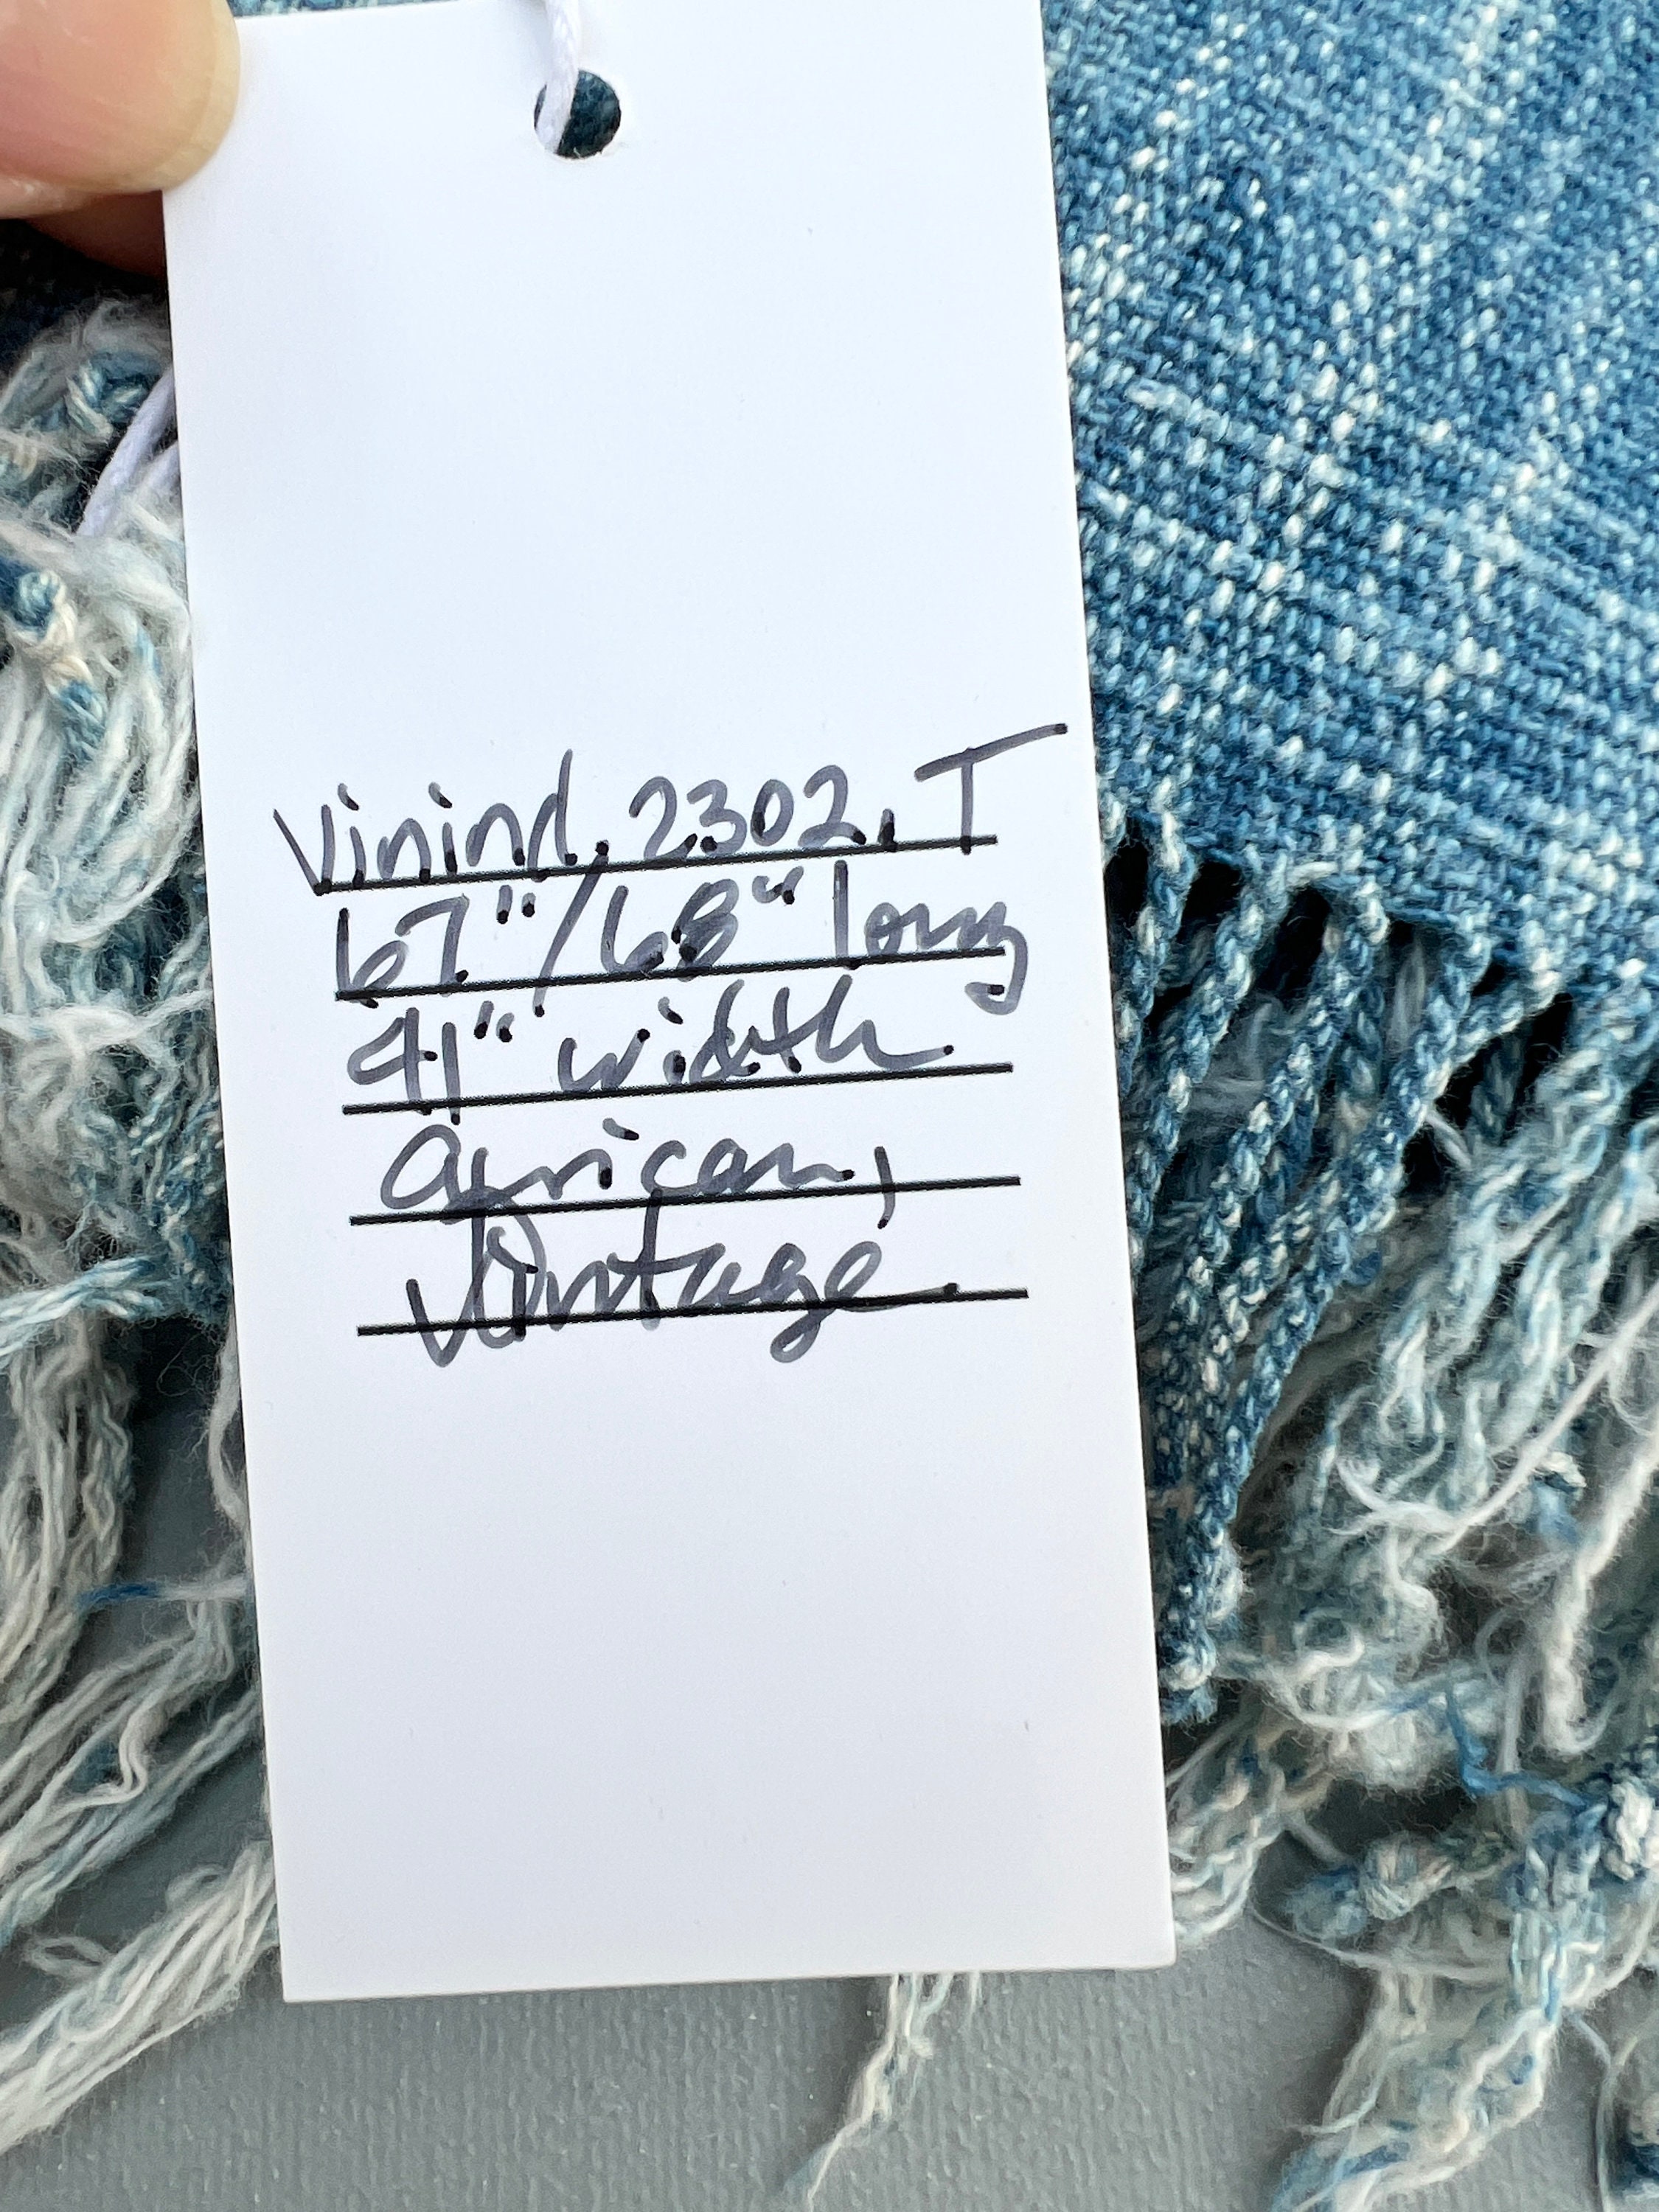 Vinind. 2302. T
67"/68" long
41" width
African,
Vintage